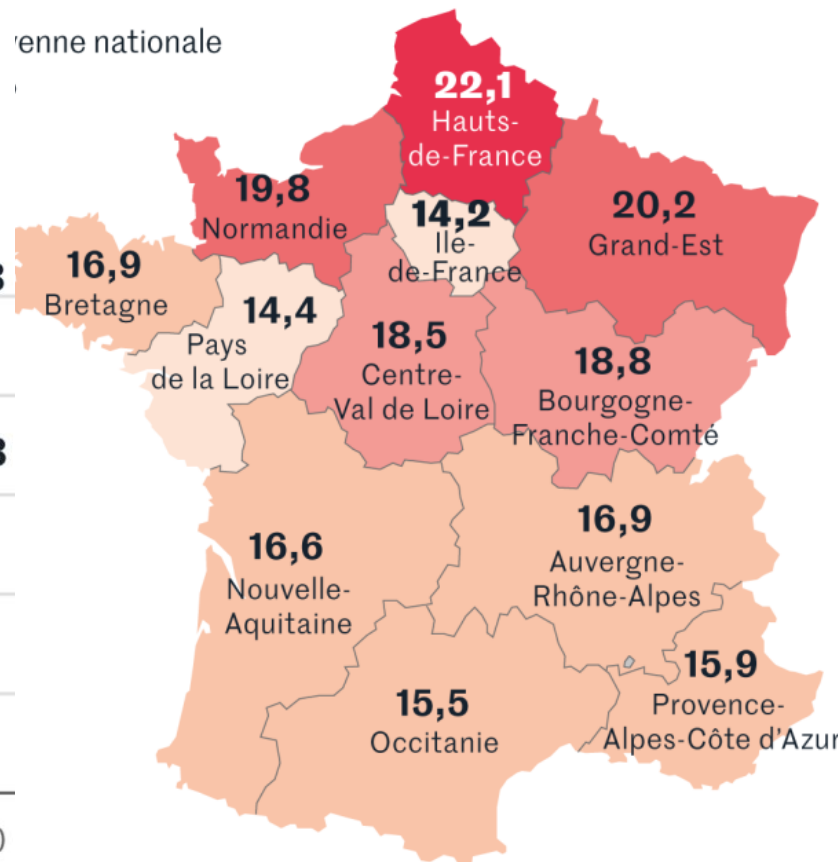 enne nationale
22,1
Hauts-
de-France
19,8
Normandie
14,2
Ile-
de-France
20,2
Grand-Est
16,9
Bretagne
14,4
Pays
de la Loire
18,5
Centre-
Val de Loire
18,8
Bourgogne-
Franche-Comté
16,6
Nouvelle-
Aquitaine
16,9
Auvergne-
Rhône-Alpes
15,5
Occitanie
15,9
Provence-
Alpes-Côte d'Azur